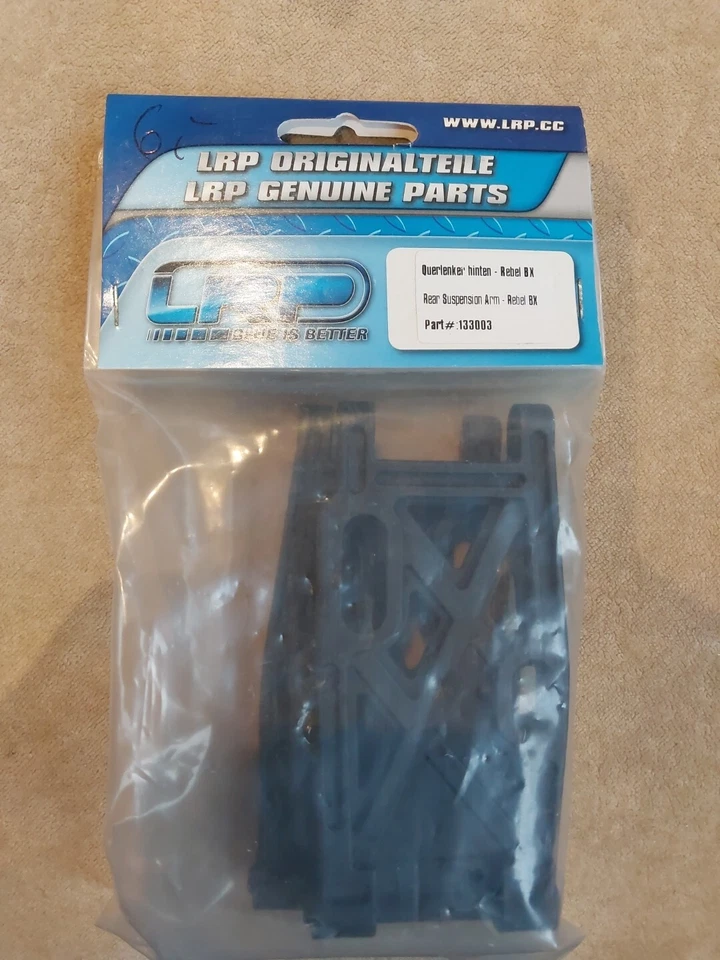 6,-
WWW.LRP.CC
LRP ORIGINALTEILE
LRP GENUINE PARTS
LRP
BLUE IS BETTER
Querlenker hinten - Rebel BX
Rear Suspension Arm - Rebel BX
Part#:133003